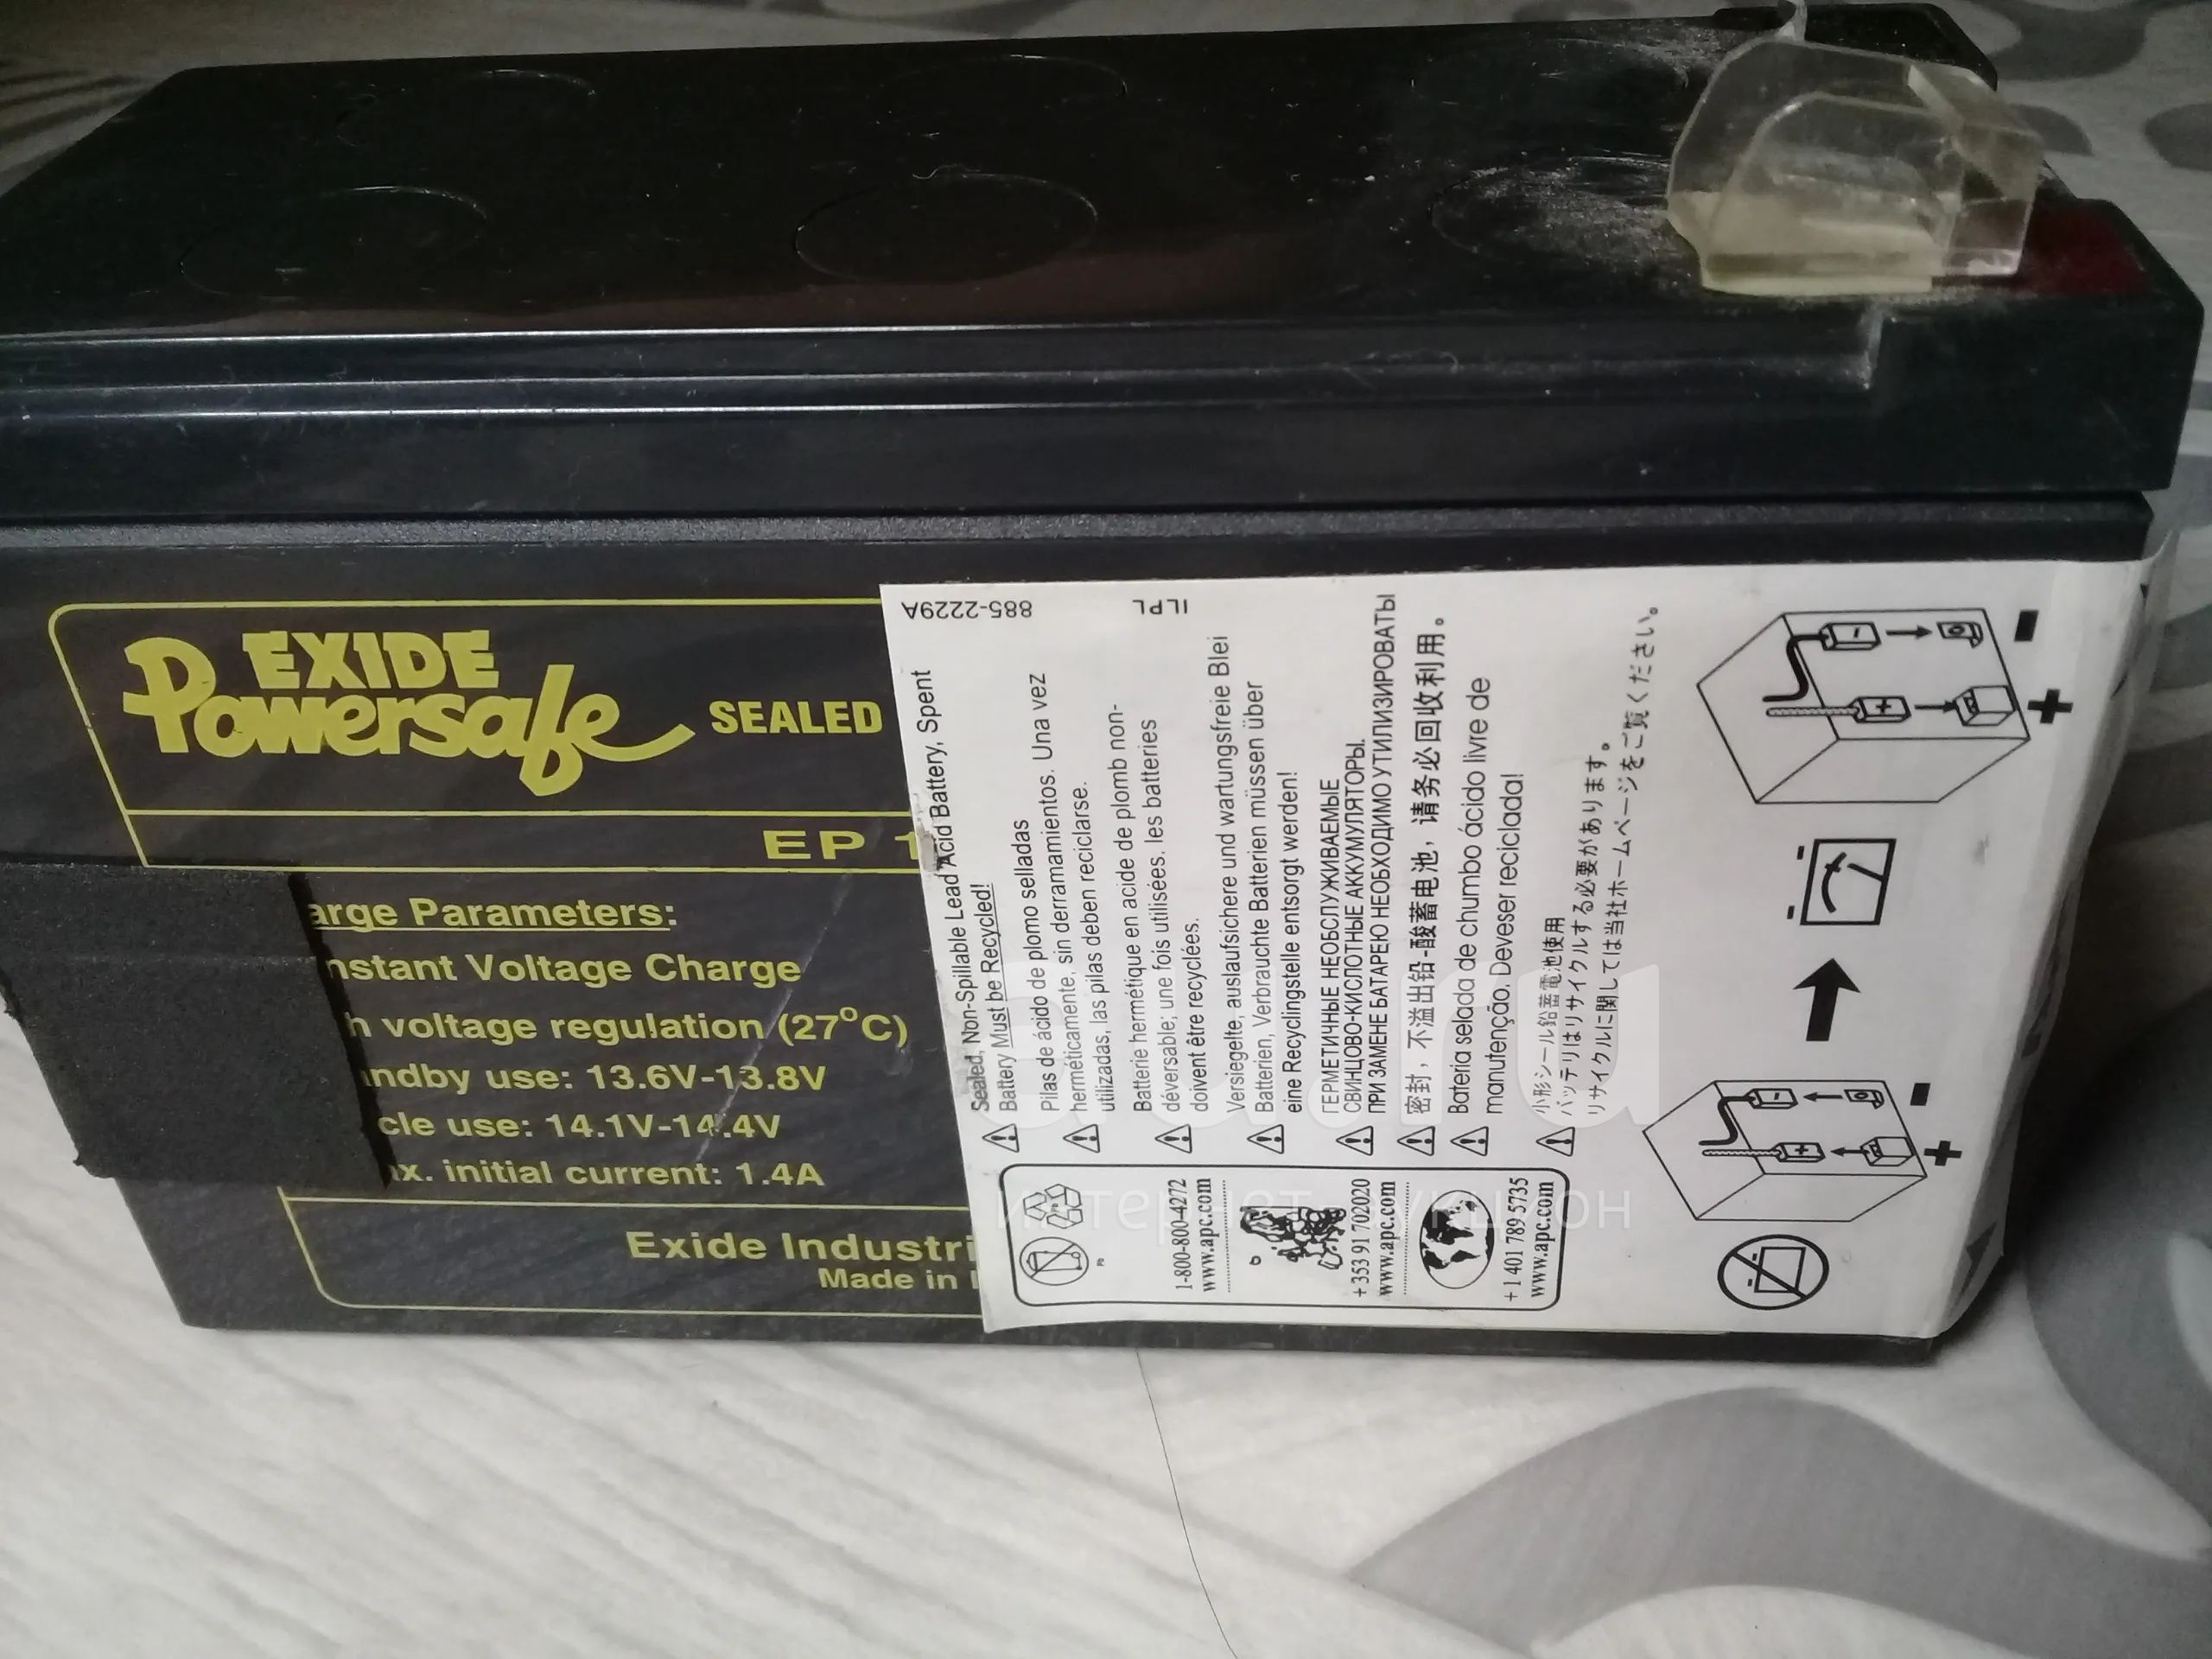 EXIDE
Powersafe SEALED
EP 1
arge Parameters:
nstant Voltage Charge
h voltage regulation (27°C)
ndby use: 13.6V-13.8V
cle use: 14.1V-14.4V
x. initial current: 1.4A
Exide Industri
Made in I
885-2229A
ILPL
Sealed, Non-Spillable Lead Acid Battery, Spent
Battery Must be Recycled!
Pilas de ácido de plomo selladas
herméticamente, sin derramamientos. Una vez
utilizadas, las pilas deben reciclarse.
Batterie hermétique en acide de plomb non-
déversable; une fois utilisées, les batteries
doivent être recyclées.
Versiegelte, auslaufsichere und wartungsfreie Blei
Batterien, Verbrauchte Batterien müssen über
eine Recyclingstelle entsorgt werden!
ГЕРМЕТИЧНЫЕ НЕОБСЛУЖИВАЕМЫЕ
СВИНЦОВО-КИСЛОТНЫЕ АККУМУЛЯТОРЫ.
ПРИ ЗАМЕНЕ БАТАРЕЮ НЕОБХОДИМО УТИЛИЗИРОВАТЫ
密封，不溢出铅-酸蓄电池，请务必回收利用。
Bateria selada de chumbo ácido livre de
manutenção. Deveser reciclada!
小形シール鉛蓄電池使用
バッテリはリサイクルする必要があります。
リサイクルに関しては当社ホームページをご覧ください。
Pb
1-800-800-4272
www.apc.com
+ 353 91 702020
www.apc.com
+ 1 401 789 5735
www.apc.com
- +
- +
- +
- +
au.ru
интернет-аукцион